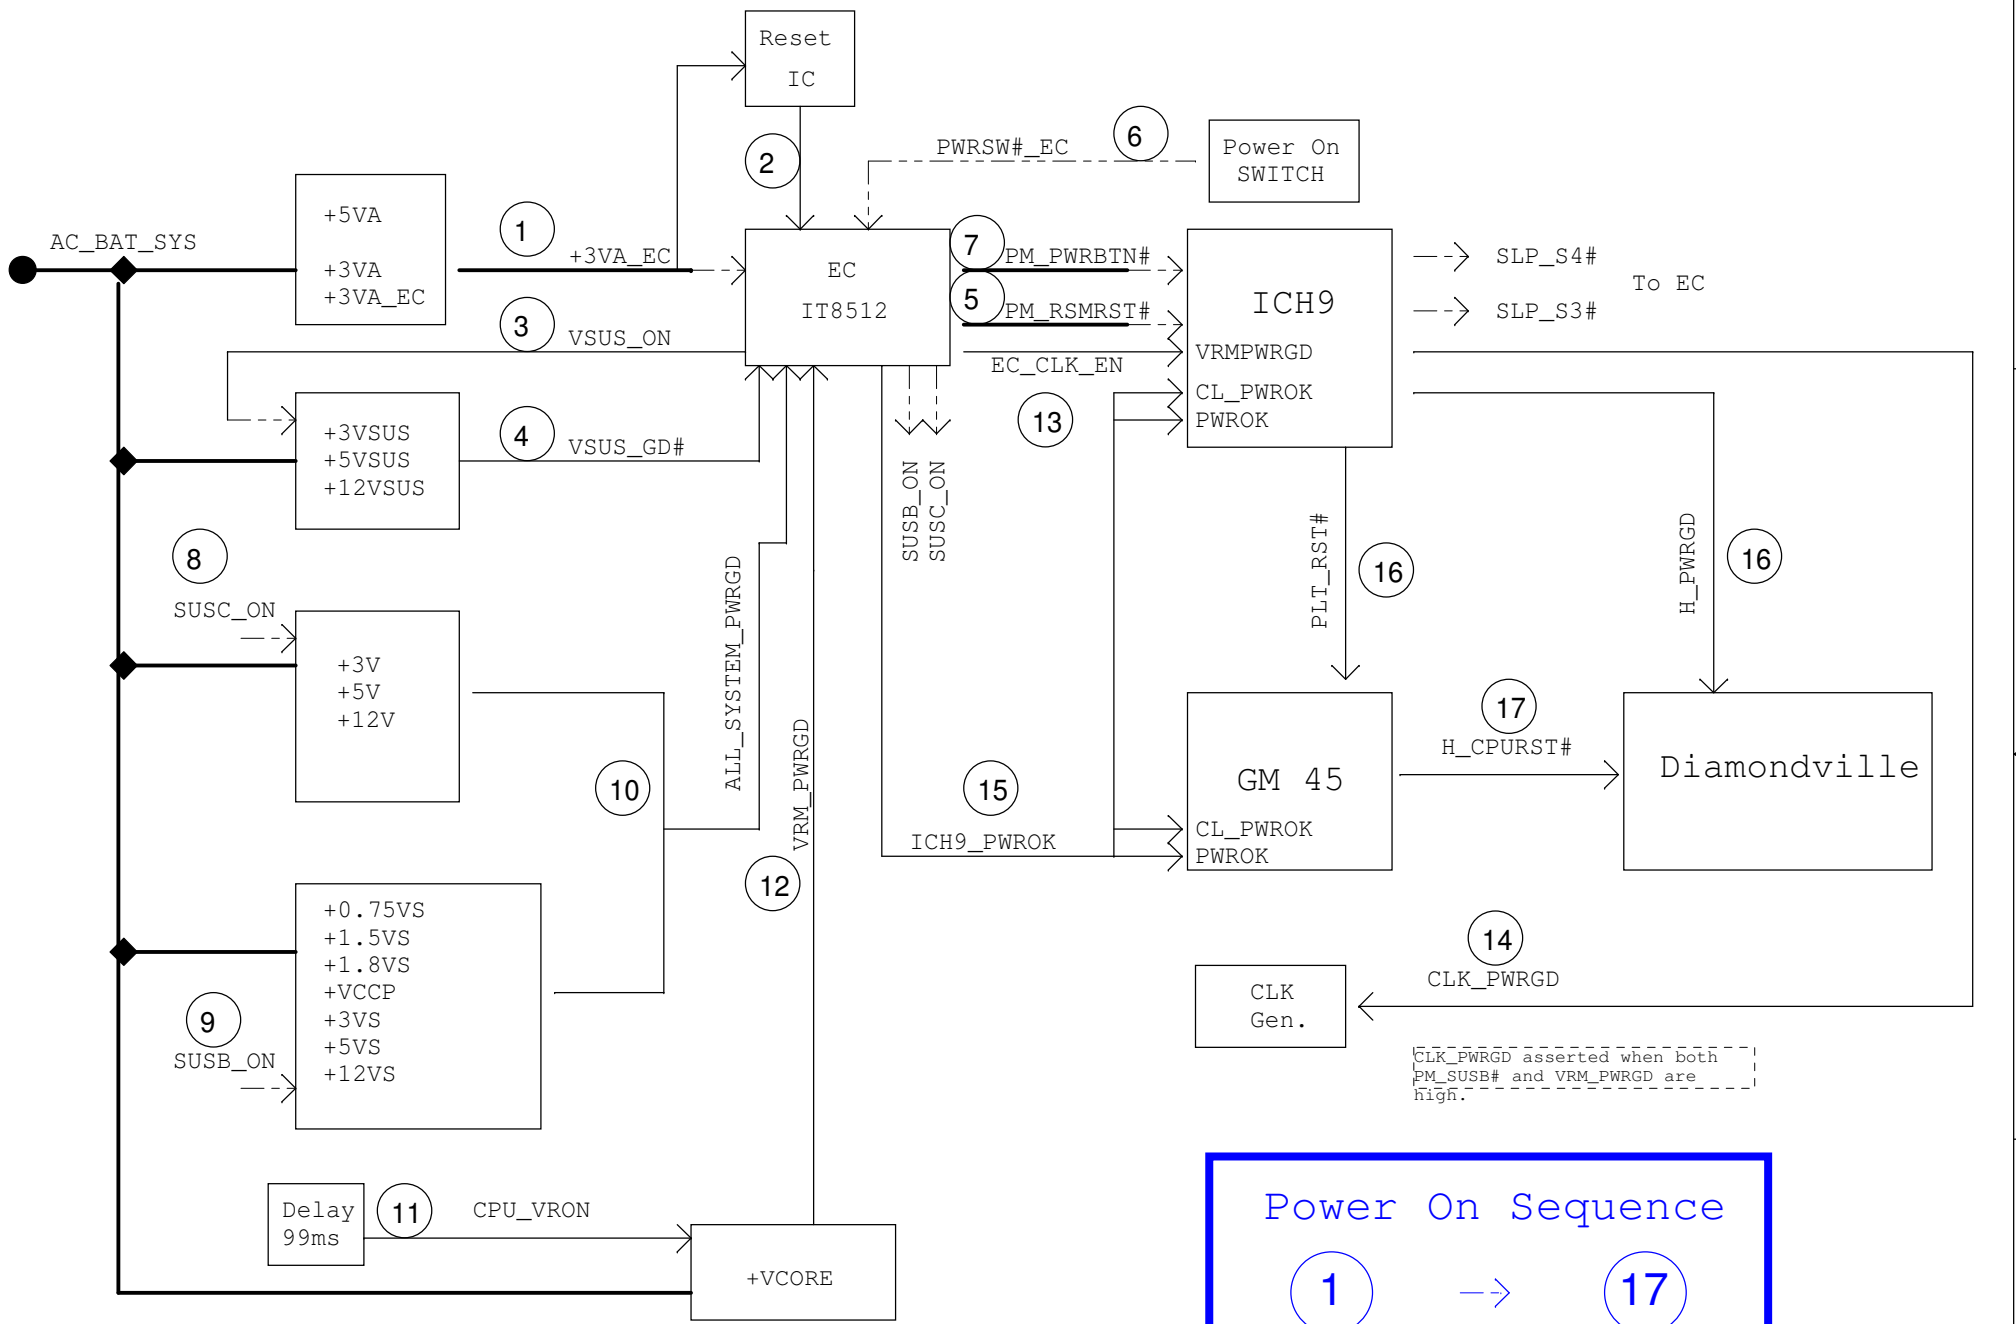 Reset
IC
2
PWRSW#_EC
6
Power On
SWITCH
AC_BAT_SYS
+5VA
+3VA
+3VA_EC
1
+3VA_EC
EC
IT8512
7
PM_PWRBTN#
5
PM_RSMRST#
EC_CLK_EN
13
ICH9
VRMPWRGD
CL_PWROK
PWROK
SLP_S4#
SLP_S3#
To EC
3
VSUS_ON
+3VSUS
+5VSUS
+12VSUS
4
VSUS_GD#
SUSB_ON
SUSC_ON
8
SUSC_ON
+3V
+5V
+12V
10
ALL_SYSTEM_PWRGD
VRM_PWRGD
12
15
ICH9_PWROK
PLT_RST#
16
H_PWRGD
16
GM 45
CL_PWROK
PWROK
17
H_CPURST#
Diamondville
9
SUSB_ON
+0.75VS
+1.5VS
+1.8VS
+VCCP
+3VS
+5VS
+12VS
14
CLK_PWRGD
CLK
Gen.
CLK_PWRGD asserted when both
PM_SUSB# and VRM_PWRGD are
high.
Delay
99ms
11
CPU_VRON
+VCORE
Power On Sequence
1
17